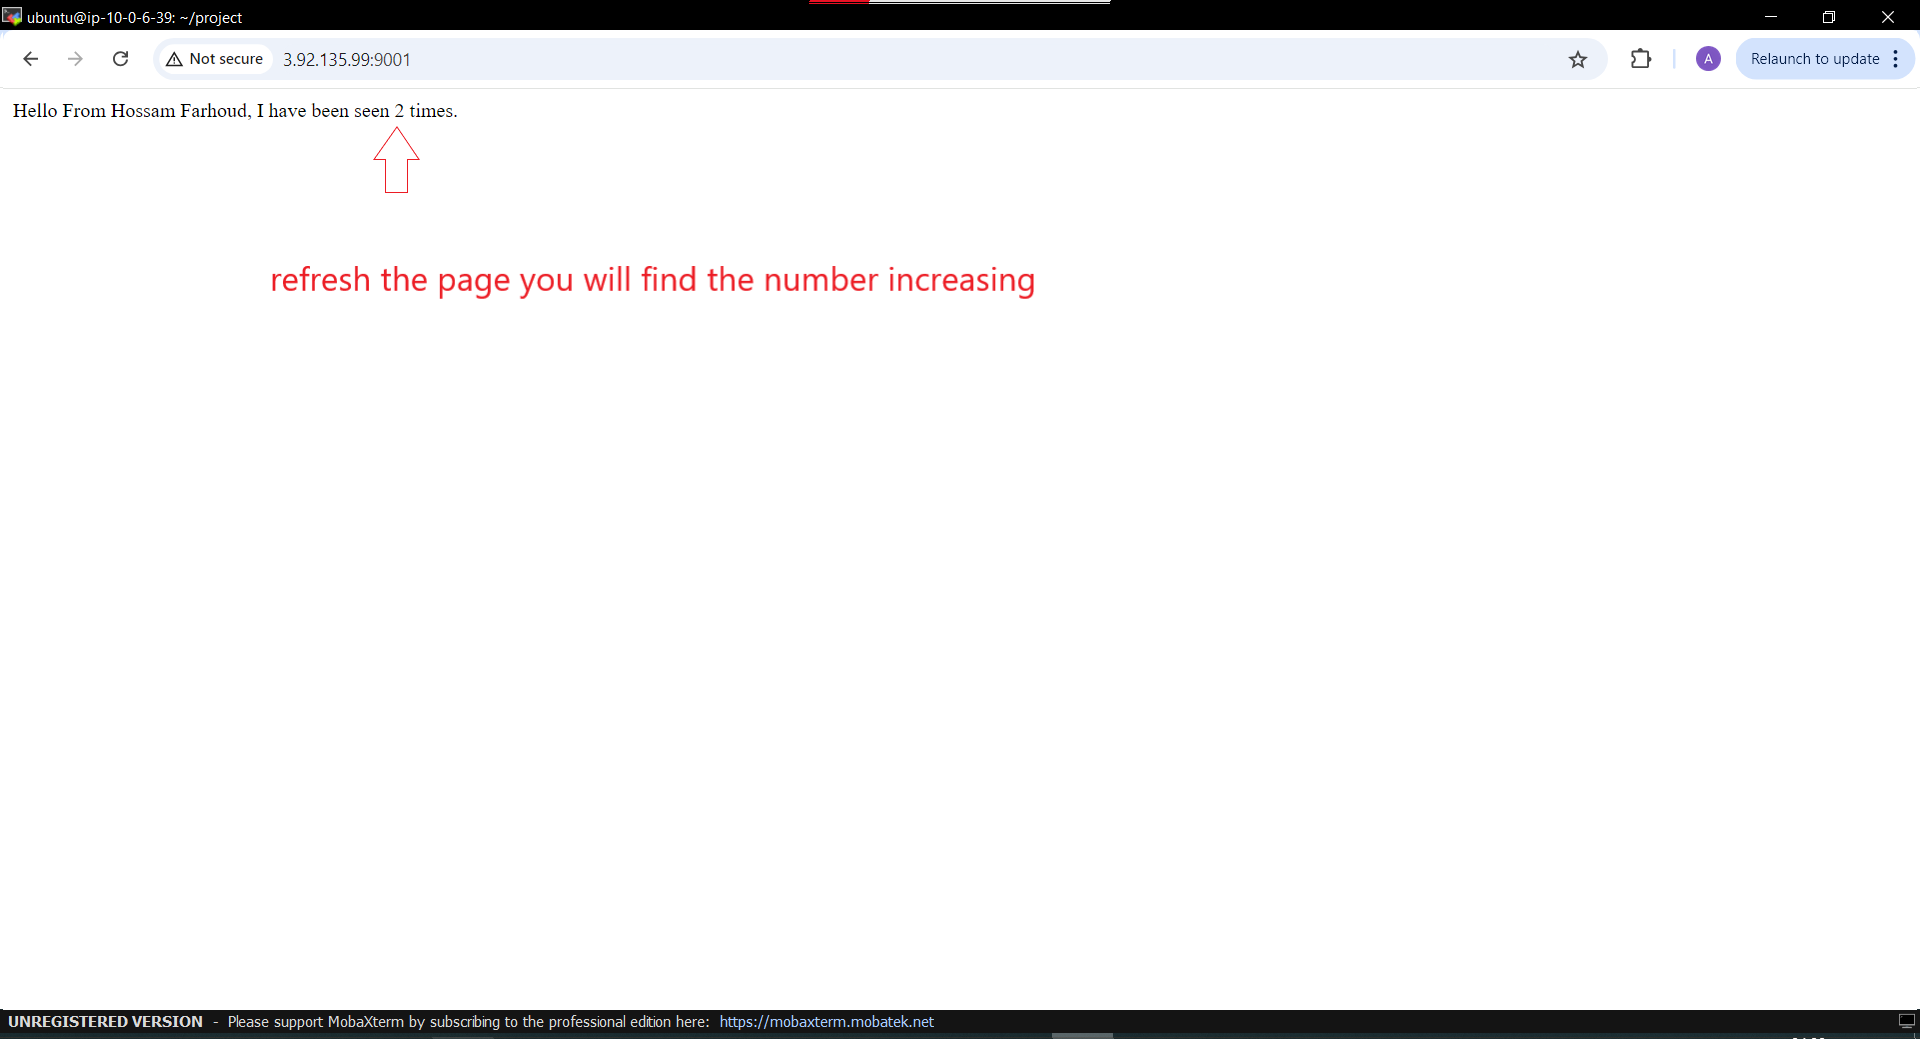 ubuntu@ip-10-0-6-39: ~/project
Not secure 3.92.135.99:9001 A Relaunch to update
Hello From Hossam Farhoud, I have been seen 2 times.
refresh the page you will find the number increasing
UNREGISTERED VERSION - Please support MobaXterm by subscribing to the professional edition here: https://mobaxterm.mobatek.net